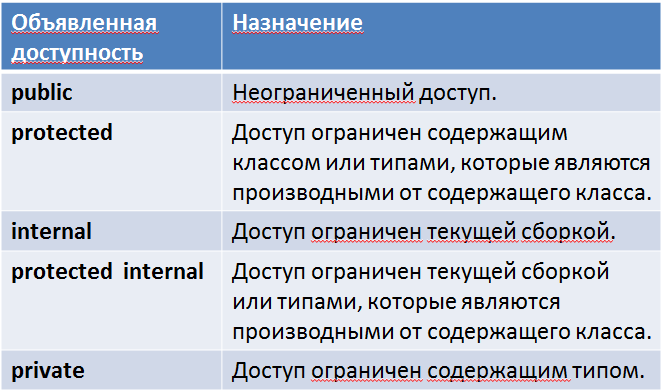 Объявленная Назначение
доступность
public Неограниченный доступ.
protected Доступ ограничен содержащим
классом или типами, которые являются
производными от содержащего класса.
internal Доступ ограничен текущей сборкой.
protected internal Доступ ограничен текущей сборкой
или типами, которые являются
производными от содержащего класса.
private Доступ ограничен содержащим типом.